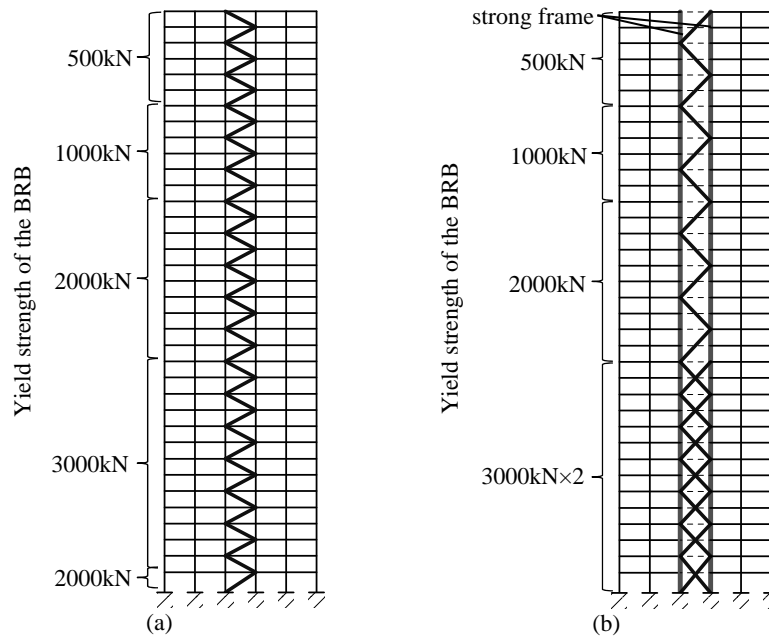 500kN
1000kN
2000kN
3000kN
2000kN
Yield strength of the BRB
(a)
strong frame
500kN
1000kN
2000kN
3000kN×2
Yield strength of the BRB
(b)